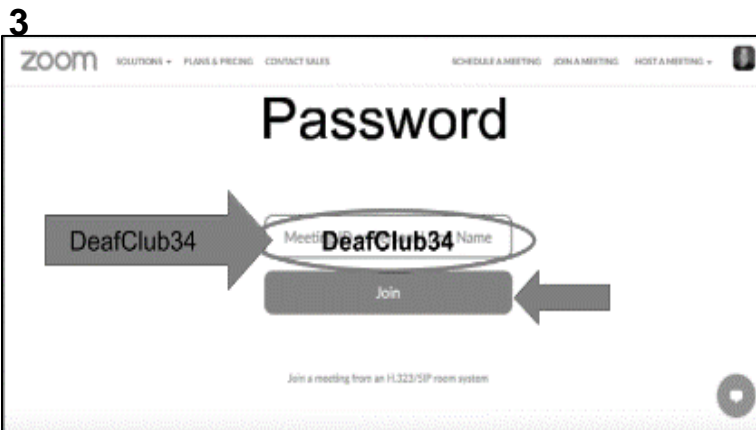 3
zoom SOLUTIONS PLANS & PRICING CONTACT SALES SCHEDULE A MEETING JOIN A MEETING HOST A MEETING
Password
DeafClub34
Meeting DeafClub34 Name
Join
Join a meeting from an H.323/SIP room system